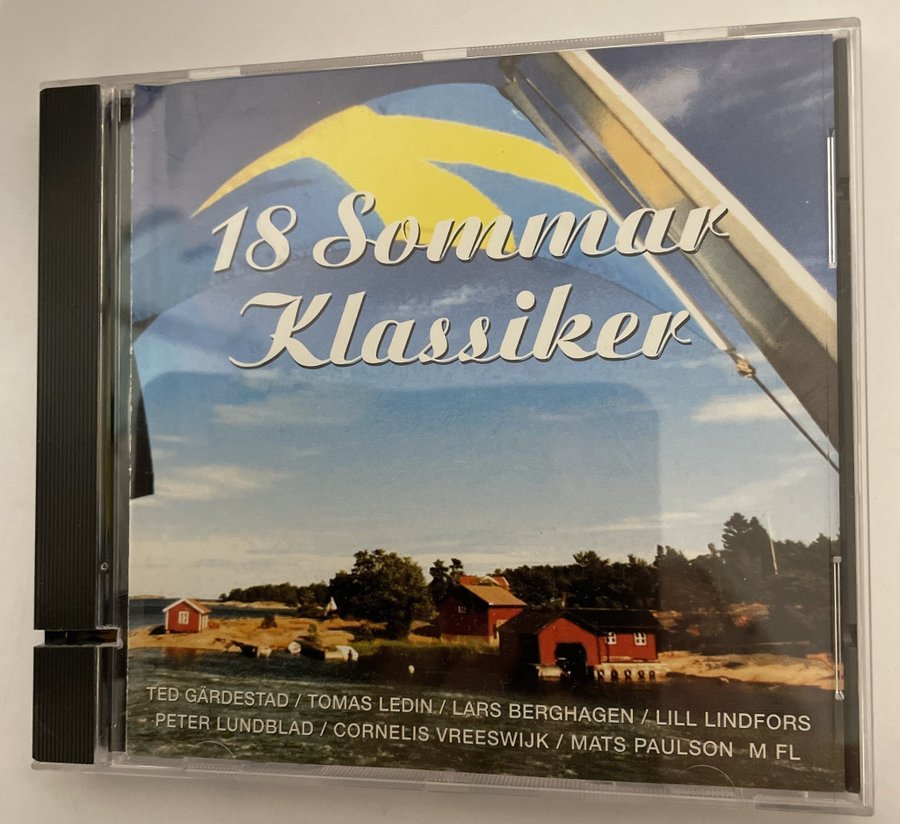 18 Sommar
Klassiker
TED GÄRDESTAD / TOMAS LEDIN / LARS BERGHAGEN / LILL LINDFORS
PETER LUNDBLAD / CORNELIS VREESWIJK / MATS PAULSON M FL